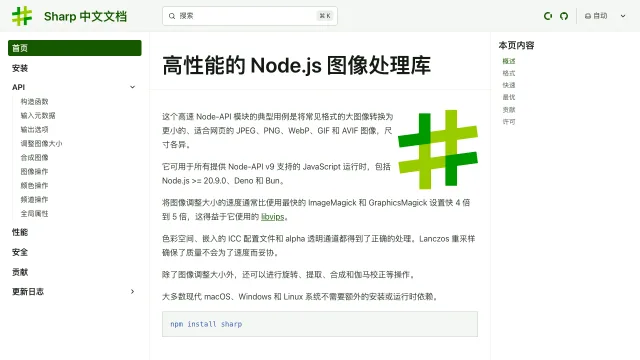 Sharp 中文文档
搜索
⌘ K
自动
首页
安装
API
构造函数
输入元数据
输出选项
调整图像大小
合成图像
图像操作
颜色操作
频道操作
全局属性
性能
安全
贡献
更新日志
高性能的 Node.js 图像处理库
这个高速 Node-API 模块的典型用例是将常见格式的大图像转换为
更小的、适合网页的 JPEG、PNG、WebP、GIF 和 AVIF 图像，尺
寸各异。
它可用于所有提供 Node-API v9 支持的 JavaScript 运行时，包括
Node.js >= 20.9.0、Deno 和 Bun。
将图像调整大小的速度通常比使用最快的 ImageMagick 和 GraphicsMagick 设置快 4 倍
到 5 倍，这得益于它使用的 libvips。
色彩空间、嵌入的 ICC 配置文件和 alpha 透明通道都得到了正确的处理。Lanczos 重采样
确保了质量不会为了速度而妥协。
除了图像调整大小外，还可以进行旋转、提取、合成和伽马校正等操作。
大多数现代 macOS、Windows 和 Linux 系统不需要额外的安装或运行时依赖。
npm install sharp
本页内容
概述
格式
快速
最优
贡献
许可